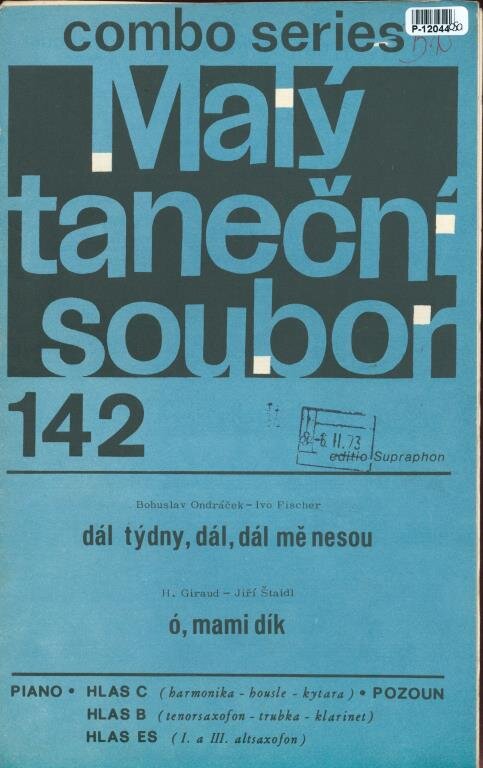 combo series
P-12044
Malý
taneční
soubor
142
6. II. 73
editio Supraphon
Bohuslav Ondráček – Ivo Fischer
dál týdny, dál, dál mě nesou
H. Giraud – Jiří Štaidl
ó, mami dík
PIANO • HLAS C (harmonika - housle - kytara) • POZOUN
HLAS B (tenorsaxofon - trubka - klarinet)
HLAS ES (I. a III. altsaxofon)